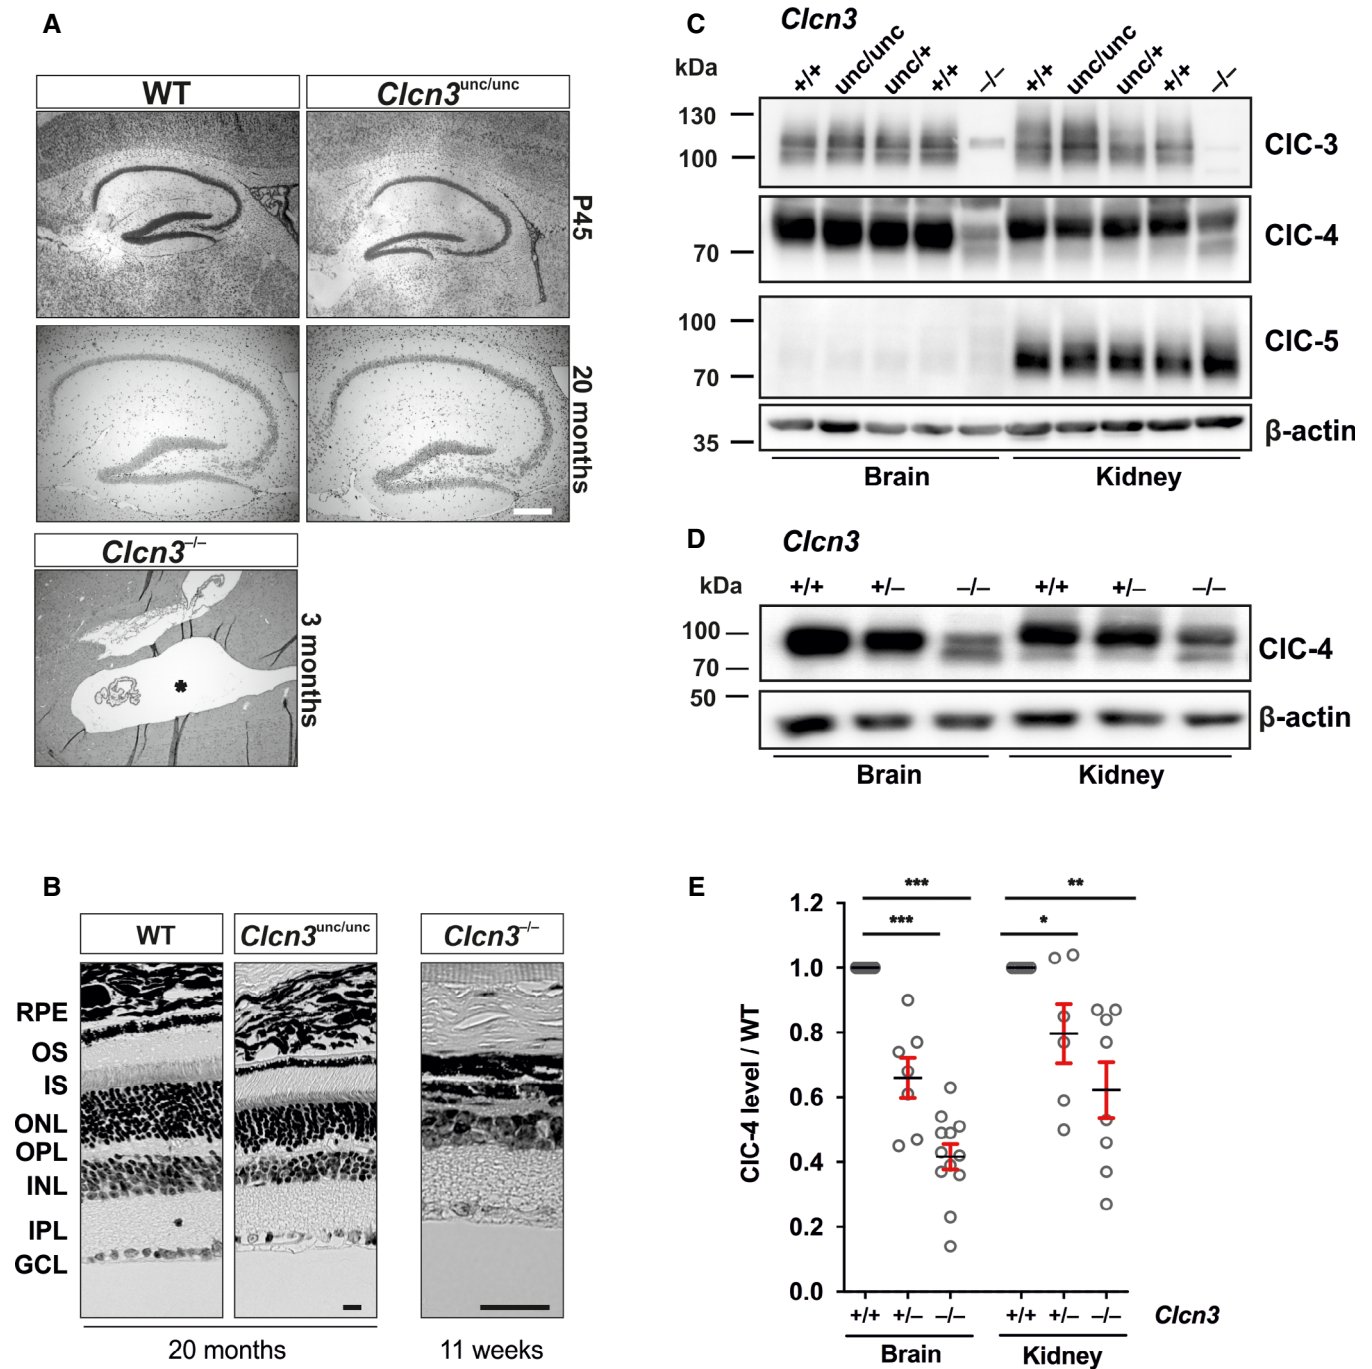 A
WT
Clcn3unc/unc
P45
20 months
Clcn3–/–
*
3 months
B
WT
Clcn3unc/unc
Clcn3–/–
RPE
OS
IS
ONL
OPL
INL
IPL
GCL
20 months
11 weeks
C
Clcn3
kDa
+/+ unc/unc unc/+ +/+ –/– +/+ unc/unc unc/+ +/+ –/–
130
100
ClC-3
70
ClC-4
100
70
ClC-5
35
β-actin
Brain
Kidney
D
Clcn3
kDa
+/+ +/– –/– +/+ +/– –/–
100
70
ClC-4
50
β-actin
Brain
Kidney
E
*** **
*** *
ClC-4 level / WT
1.2
1.0
0.8
0.6
0.4
0.2
0.0
+/+ +/– –/– +/+ +/– –/– Clcn3
Brain
Kidney